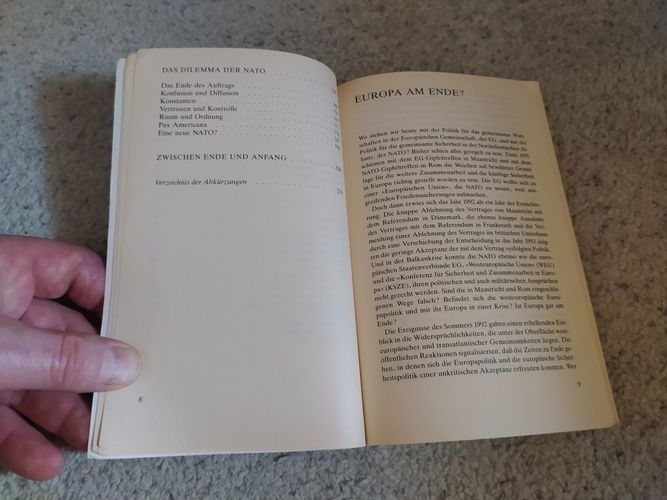 DAS DILEMMA DER NATO
Das Ende des Auftrags
Konfusion und Diffusion
Konstanten
Vertrauen und Kontrolle
Raum und Ordnung
Pax Americana
Eine neue NATO?
ZWISCHEN ENDE UND ANFANG
Verzeichnis der Abkürzungen
8
EUROPA AM ENDE?
Wo stehen wir heute mit der Politik für das gemeinsame Wirt-
schaften in der Europäischen Gemeinschaft, der EG, und mit der
Politik für die gemeinsame Sicherheit in der Nordatlantischen Al-
lianz, der NATO? Bisher schien alles geregelt zu sein. Ende 1991
schienen mit dem EG-Gipfeltreffen in Maastricht und mit dem
NATO-Gipfeltreffen in Rom die Weichen auf bewährter Grund-
lage für die weitere Zusammenarbeit und die künftige Sicherheit
in Europa richtig gestellt worden zu sein. Die EG wollte sich zu
einer »Europäischen Union«, die NATO zu neuen, weit aus-
greifenden Friedenssicherungen aufmachen.
Doch dann erwies sich das Jahr 1992 als ein Jahr der Ernüchte-
rung. Die knappe Ablehnung des Vertrages von Maastricht mit
dem Referendum in Dänemark, die ebenso knappe Annahme
des Vertrages mit dem Referendum in Frankreich und die Ver-
meidung einer Ablehnung des Vertrages im britischen Unterhaus
durch eine Verschiebung der Entscheidung in das Jahr 1993 zeig-
ten die geringe Akzeptanz der mit dem Vertrag verfolgten Politik.
Und in der Balkankrise konnte die NATO ebenso wie die euro-
päischen Staatenverbünde EG, »Westeuropäische Union« (WEU)
und die »Konferenz für Sicherheit und Zusammenarbeit in Euro-
pa« (KSZE), ihren politischen und auch militärischen Ansprüchen
nicht gerecht werden. Sind die in Maastricht und Rom eingeschla-
genen Wege falsch? Befindet sich die westeuropäische Euro-
papolitik und mit ihr Europa in einer Krise? Ist Europa gar am
Ende?
Die Ereignisse des Sommers 1992 gaben einen erhellenden Ein-
blick in die Widersprüchlichkeiten, die unter der Oberfläche west-
europäischer und transatlantischer Gemeinsamkeiten liegen. Die
öffentlichen Reaktionen signalisierten, daß die Zeiten zu Ende ge-
hen, in denen sich die Europapolitik und die europäische Sicher-
heitspolitik einer unkritischen Akzeptanz erfreuten konnten. Wer
9